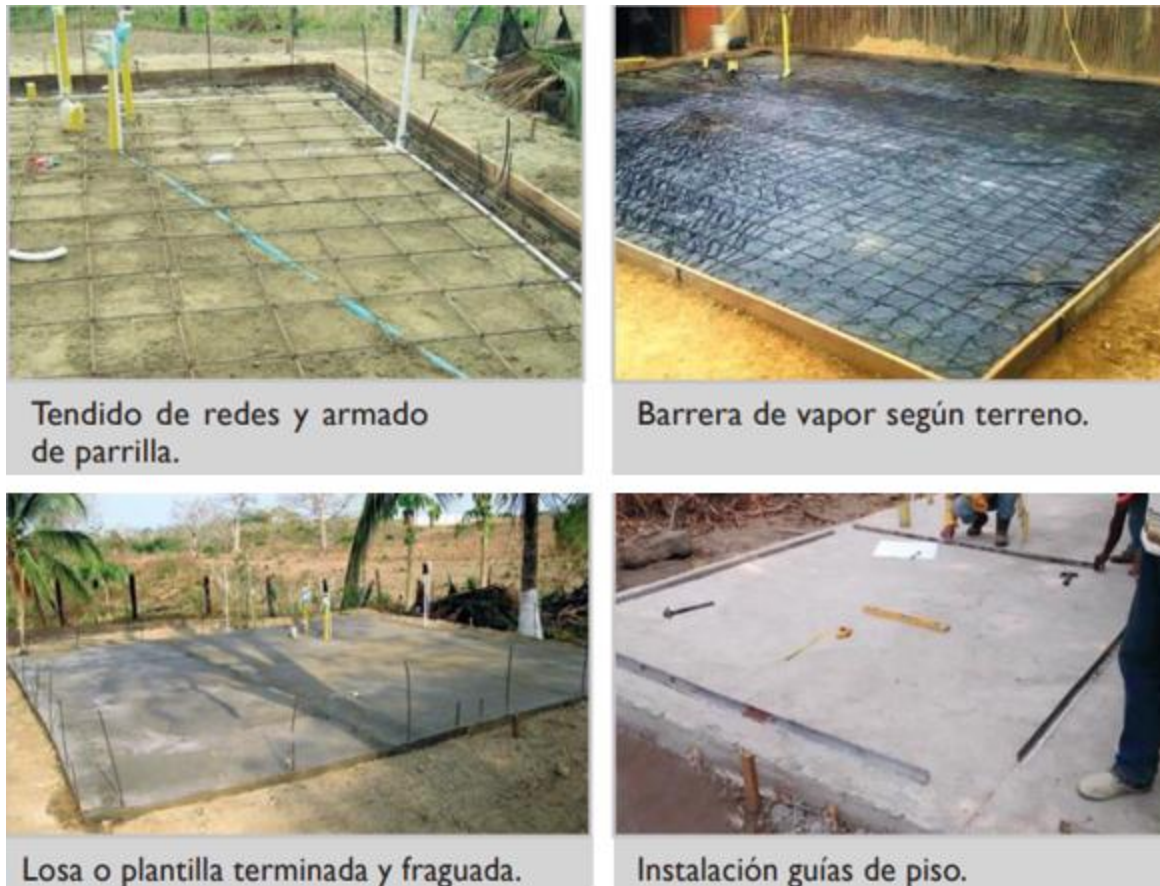 Tendido de redes y armado
de parrilla.
Barrera de vapor según terreno.
Losa o plantilla terminada y fraguada.
Instalación guías de piso.